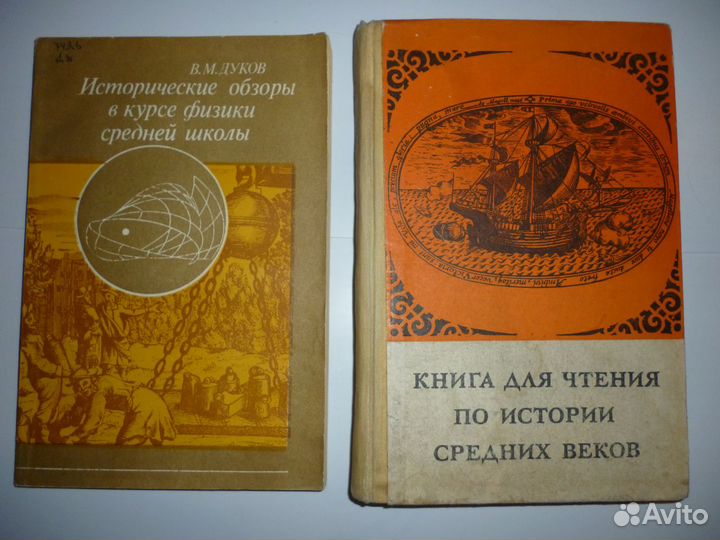 В.М.ДУКОВ
Исторические обзоры
в курсе физики
средней школы
КНИГА ДЛЯ ЧТЕНИЯ
ПО ИСТОРИИ
СРЕДНИХ ВЕКОВ
Avito